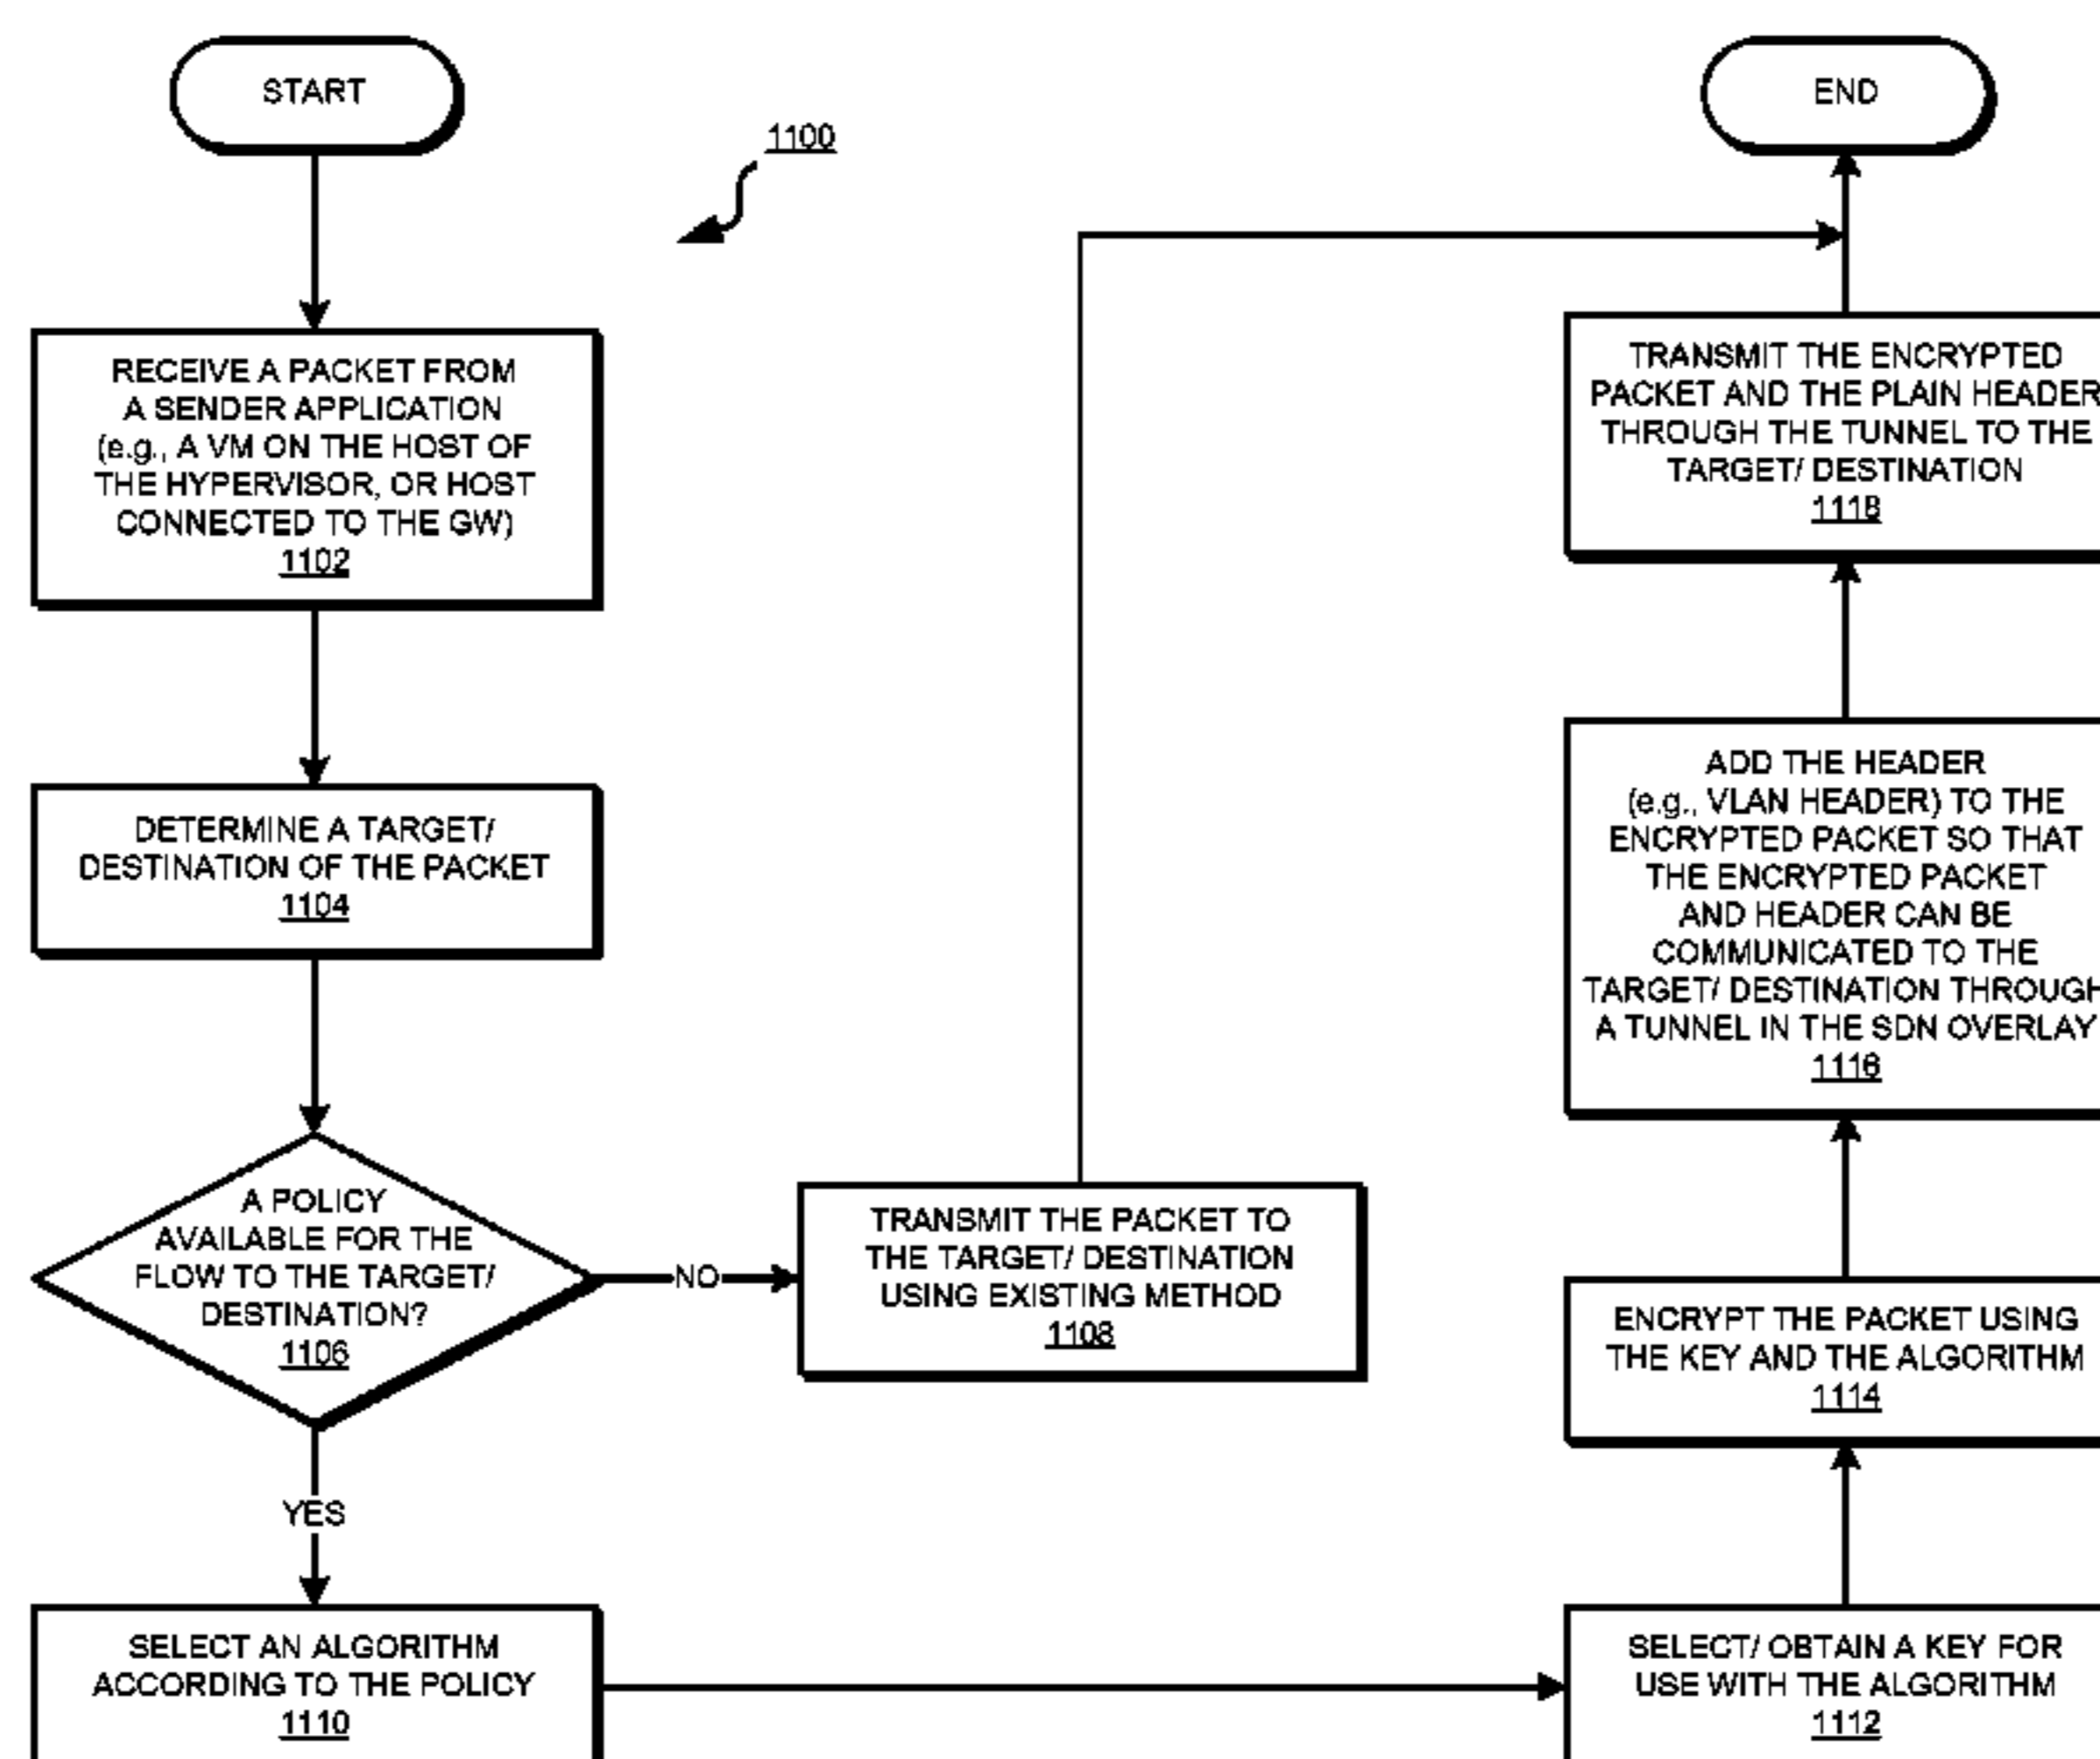 START
1100
RECEIVE A PACKET FROM
A SENDER APPLICATION
(e.g., A VM ON THE HOST OF
THE HYPERVISOR, OR HOST
CONNECTED TO THE GW)
1102
DETERMINE A TARGET/
DESTINATION OF THE PACKET
1104
A POLICY
AVAILABLE FOR THE
FLOW TO THE TARGET/
DESTINATION?
1106
NO
TRANSMIT THE PACKET TO
THE TARGET/ DESTINATION
USING EXISTING METHOD
1108
YES
SELECT AN ALGORITHM
ACCORDING TO THE POLICY
1110
SELECT/ OBTAIN A KEY FOR
USE WITH THE ALGORITHM
1112
ENCRYPT THE PACKET USING
THE KEY AND THE ALGORITHM
1114
ADD THE HEADER
(e.g., VLAN HEADER) TO THE
ENCRYPTED PACKET SO THAT
THE ENCRYPTED PACKET
AND HEADER CAN BE
COMMUNICATED TO THE
TARGET/ DESTINATION THROUGH
A TUNNEL IN THE SDN OVERLAY
1116
TRANSMIT THE ENCRYPTED
PACKET AND THE PLAIN HEADER
THROUGH THE TUNNEL TO THE
TARGET/ DESTINATION
1118
END